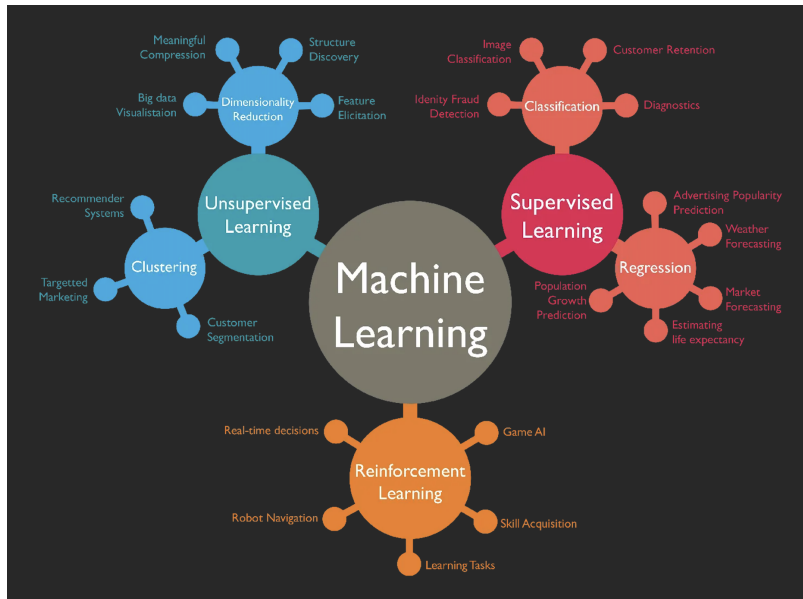 Meaningful
Compression
Structure
Discovery
Big data
Visualistaion
Dimensionality
Reduction
Feature
Elicitation
Image
Classification
Customer Retention
Idenity Fraud
Detection
Classification
Diagnostics
Unsupervised
Learning
Supervised
Learning
Recommender
Systems
Clustering
Targetted
Marketing
Customer
Segmentation
Machine
Learning
Advertising Popularity
Prediction
Weather
Forecasting
Regression
Population
Growth
Prediction
Market
Forecasting
Estimating
life expectancy
Real-time decisions
Game AI
Reinforcement
Learning
Robot Navigation
Skill Acquisition
Learning Tasks